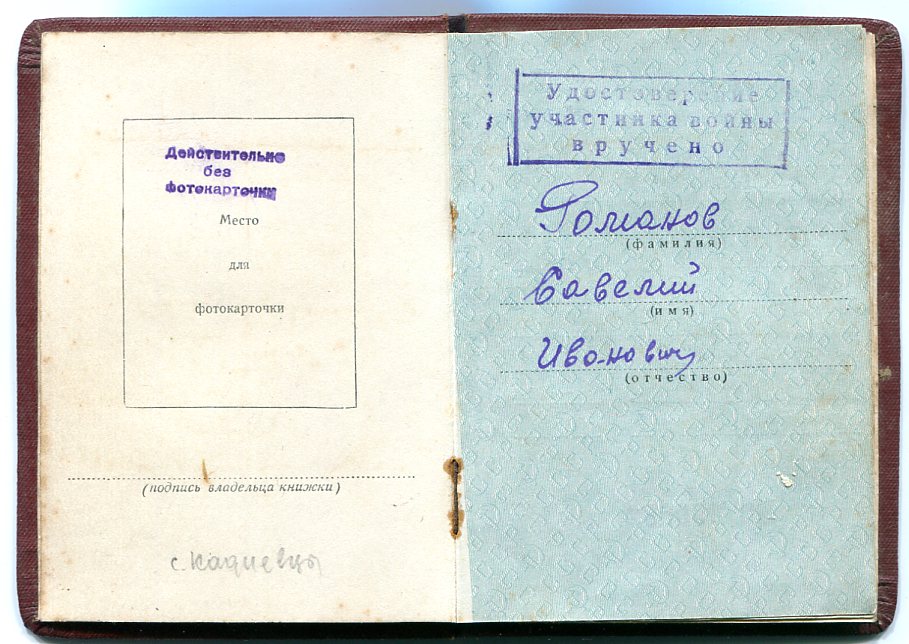 Действительно
без
фотокарточки
Место
для
фотокарточки
(подпись владельца книжки)
с. Кадиевцы
Удостоверение
участника войны
вручено
Романов
(фамилия)
Савелий
(имя)
Иванович
(отчество)